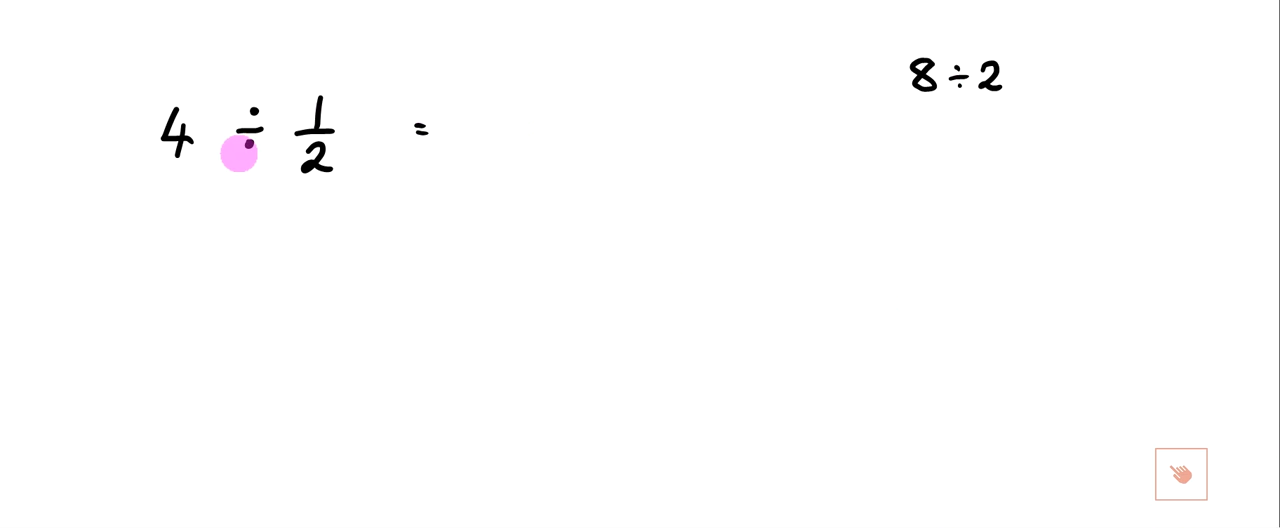 8 ÷ 2
4 ÷ 1/2 =